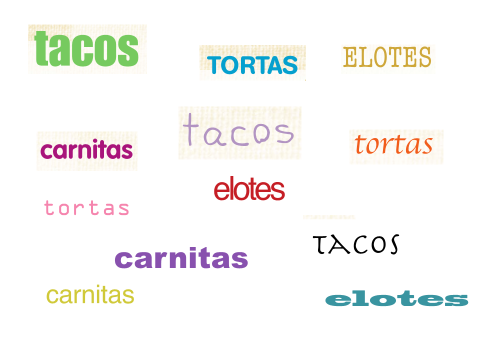 tacos
TORTAS
ELOTES
carnitas
tacos
tortas
elotes
tortas
TACOS
carnitas
carnitas
elotes